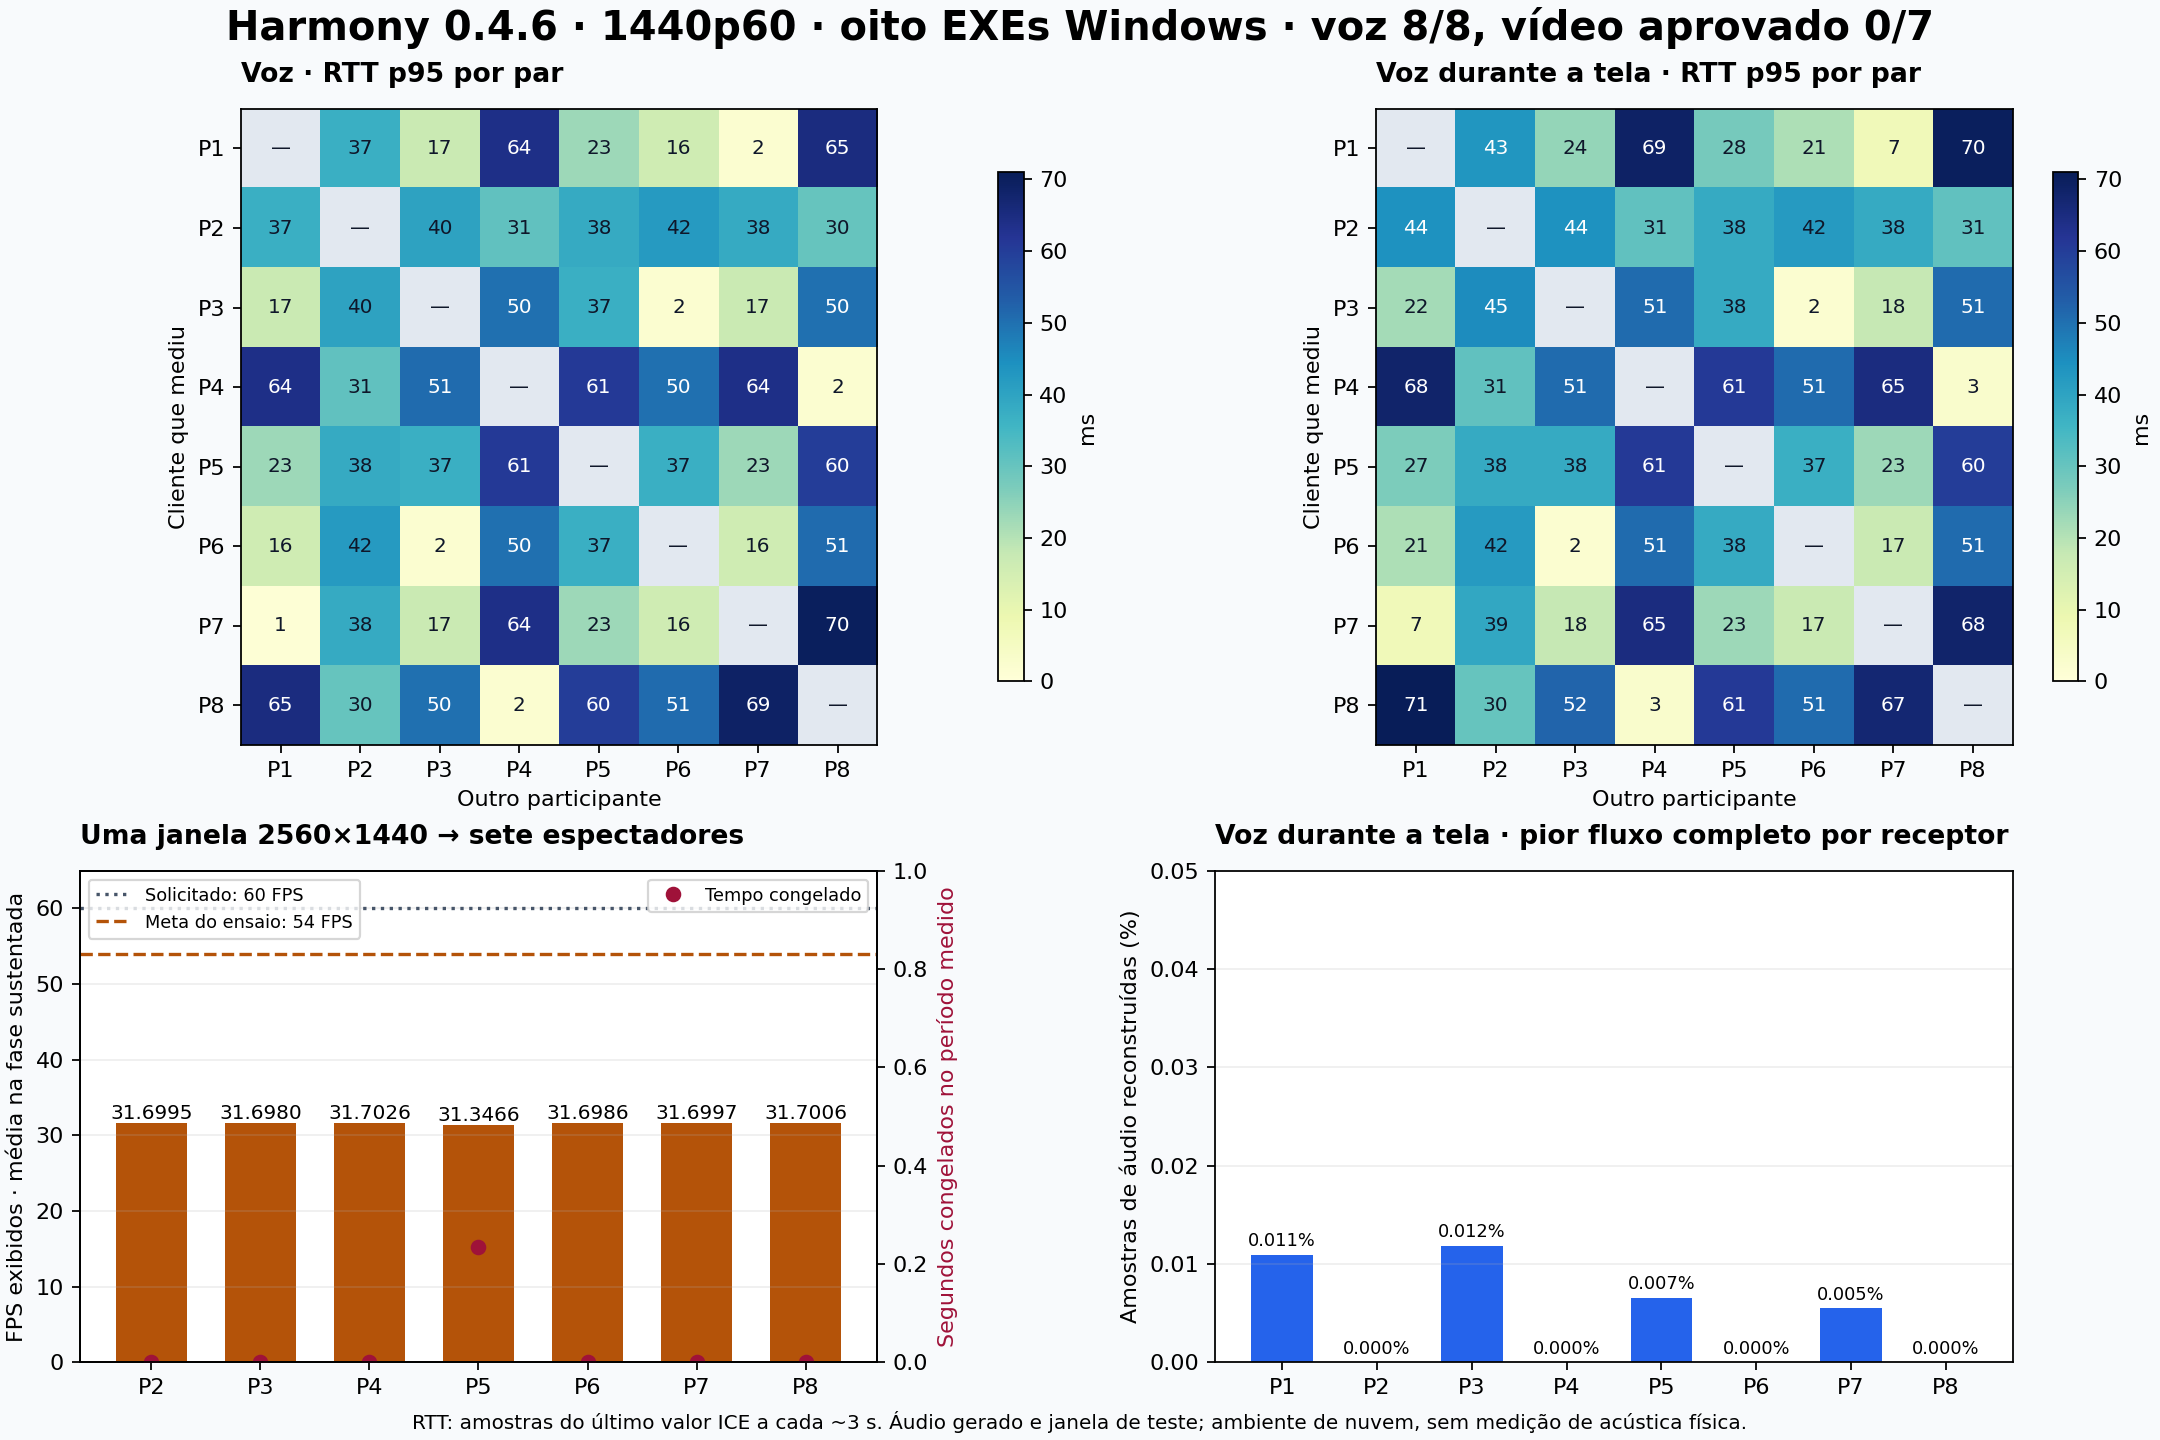 Harmony 0.4.6 · 1440p60 · oito EXEs Windows · voz 8/8, vídeo aprovado 0/7
Voz · RTT p95 por par
Cliente que mediu
P1 — 37 17 64 23 16 2 65
P2 37 — 40 31 38 42 38 30
P3 17 40 — 50 37 2 17 50
P4 64 31 51 — 61 50 64 2
P5 23 38 37 61 — 37 23 60
P6 16 42 2 50 37 — 16 51
P7 1 38 17 64 23 16 — 70
P8 65 30 50 2 60 51 69 —
P1 P2 P3 P4 P5 P6 P7 P8
Outro participante
70
60
50
40
30
20
10
0
ms
Voz durante a tela · RTT p95 por par
Cliente que mediu
P1 — 43 24 69 28 21 7 70
P2 44 — 44 31 38 42 38 31
P3 22 45 — 51 38 2 18 51
P4 68 31 51 — 61 51 65 3
P5 27 38 38 61 — 37 23 60
P6 21 42 2 51 38 — 17 51
P7 7 39 18 65 23 17 — 68
P8 71 30 52 3 61 51 67 —
P1 P2 P3 P4 P5 P6 P7 P8
Outro participante
70
60
50
40
30
20
10
0
ms
Uma janela 2560×1440 → sete espectadores
FPS exibidos · média na fase sustentada
60
50
40
30
20
10
0
Solicitado: 60 FPS
Meta do ensaio: 54 FPS
Tempo congelado
31.6995 31.6980 31.7026 31.3466 31.6986 31.6997 31.7006
P2 P3 P4 P5 P6 P7 P8
1.0
0.8
0.6
0.4
0.2
0.0
Segundos congelados no período medido
Voz durante a tela · pior fluxo completo por receptor
Amostras de áudio reconstruídas (%)
0.05
0.04
0.03
0.02
0.01
0.00
0.011% 0.000% 0.012% 0.000% 0.007% 0.000% 0.005% 0.000%
P1 P2 P3 P4 P5 P6 P7 P8
RTT: amostras do último valor ICE a cada ~3 s. Áudio gerado e janela de teste; ambiente de nuvem, sem medição de acústica física.